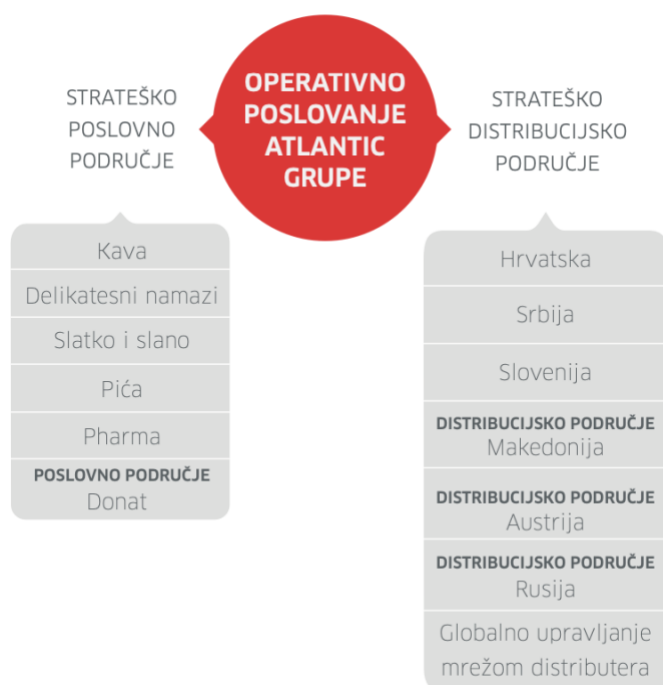 OPERATIVNO
POSLOVANJE
ATLANTIC
GRUPE
STRATEŠKO
POSLOVNO
PODRUČJE
Kava
Delikatesni namazi
Slatko i slano
Pića
Pharma
POSLOVNO PODRUČJE
Donat
STRATEŠKO
DISTRIBUCIJSKO
PODRUČJE
Hrvatska
Srbija
Slovenija
DISTRIBUCIJSKO PODRUČJE
Makedonija
DISTRIBUCIJSKO PODRUČJE
Austrija
DISTRIBUCIJSKO PODRUČJE
Rusija
Globalno upravljanje
mrežom distributera